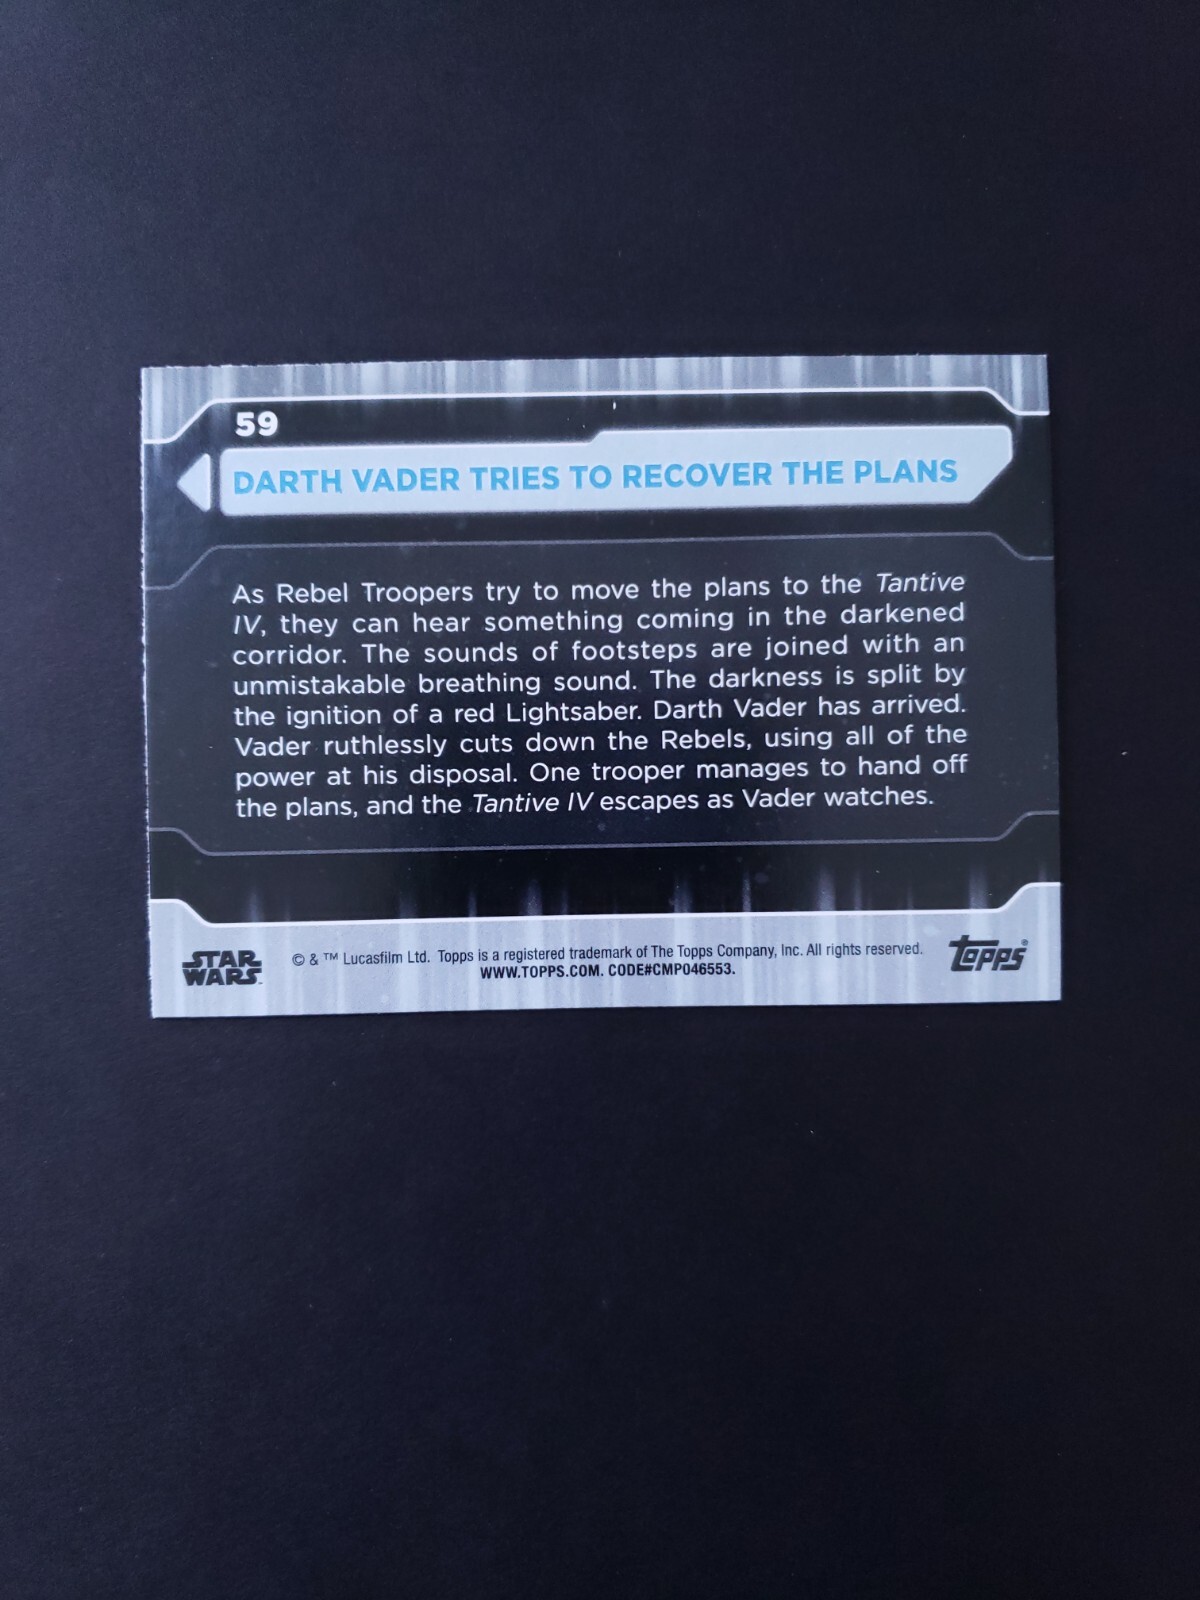 59
DARTH VADER TRIES TO RECOVER THE PLANS
As Rebel Troopers try to move the plans to the Tantive
IV, they can hear something coming in the darkened
corridor. The sounds of footsteps are joined with an
unmistakable breathing sound. The darkness is split by
the ignition of a red Lightsaber. Darth Vader has arrived.
Vader ruthlessly cuts down the Rebels, using all of the
power at his disposal. One trooper manages to hand off
the plans, and the Tantive IV escapes as Vader watches.
STAR
WARS
© & ™ Lucasfilm Ltd. Topps is a registered trademark of The Topps Company, Inc. All rights reserved.
WWW.TOPPS.COM. CODE#CMP046553.
Topps®